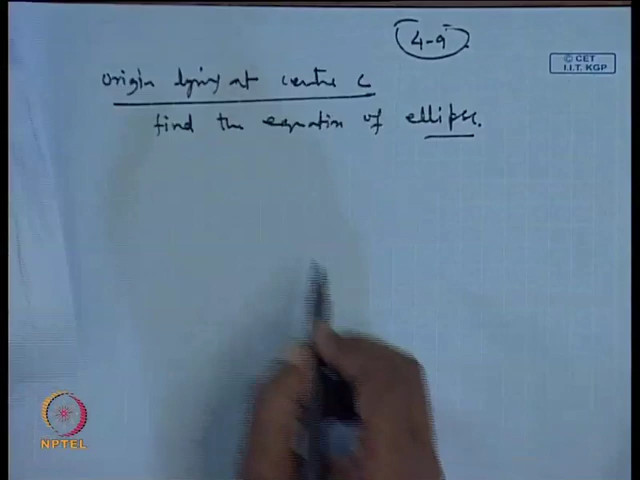 4-9
© CET
I.I.T. KGP
origin lying at centre C
find the equation of ellipse.
NPTEL